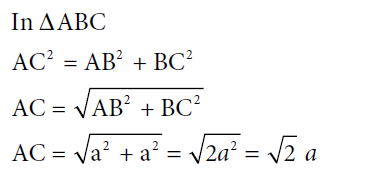 In ΔABC
AC² = AB² + BC²
AC = √(AB² + BC²)
AC = √(a² + a²) = √(2a²) = √2 a